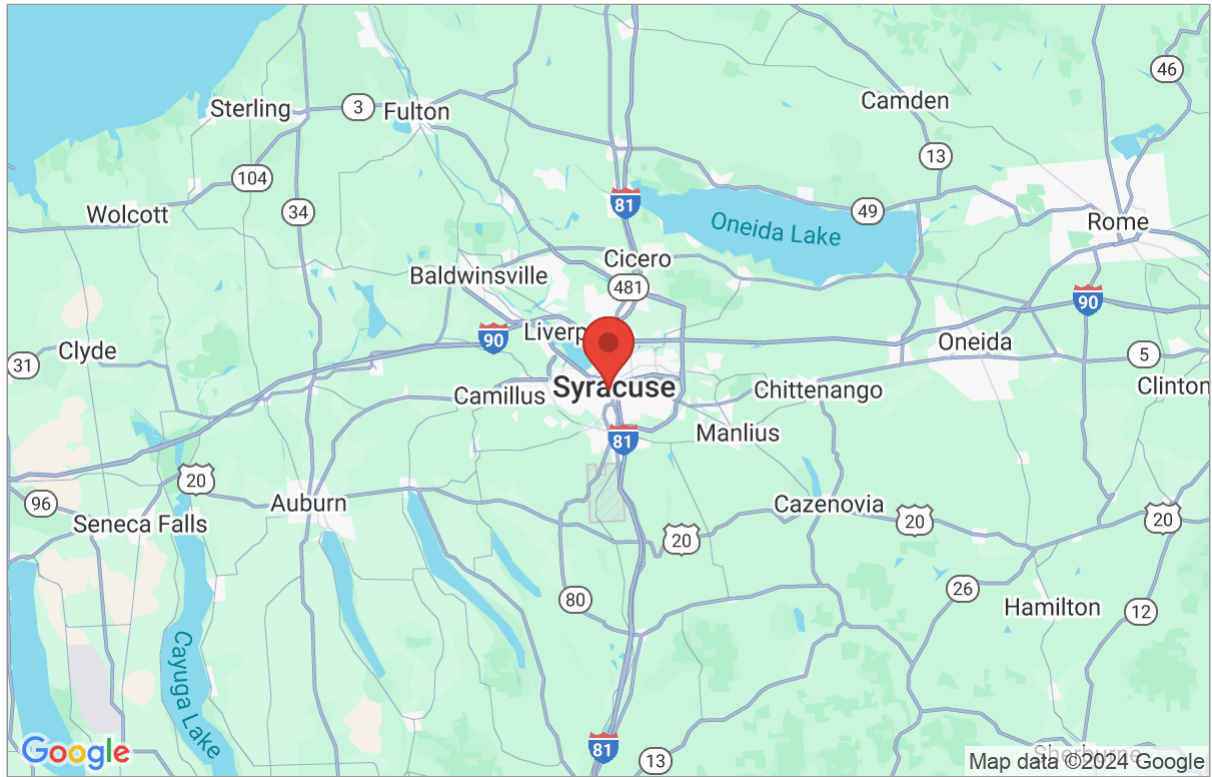 46
Sterling
3
Fulton
Camden
13
104
Wolcott
34
81
49
Oneida Lake
Rome
Cicero
Baldwinsville
481
90
Liverp
90
Clyde
31
Oneida
5
Syracuse
Camillus
Chittenango
Clinton
81
Manlius
20
96
Auburn
Seneca Falls
Cazenovia
20
20
20
80
26
Hamilton
12
Cayuga Lake
81
13
Sherburne
Google
Map data ©2024 Google